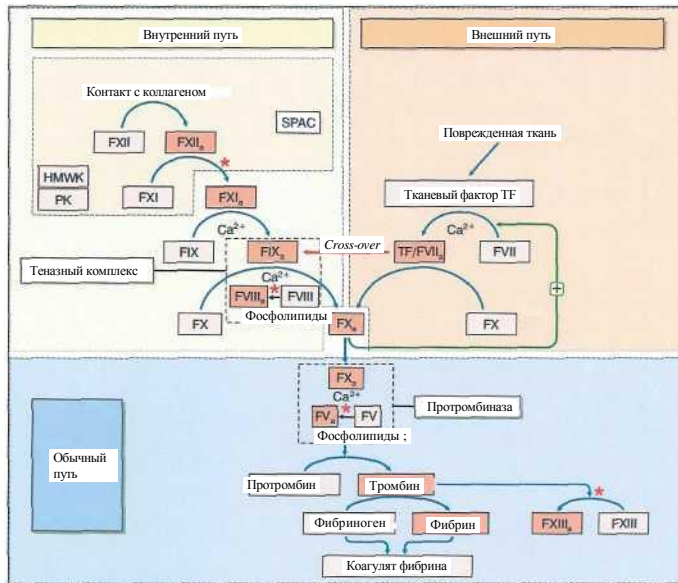 Внутренний путь
Внешний путь
Контакт с коллагеном
SPAC
FXII
FXIIa
*
HMWK
PK
FXI
FXIa
Поврежденная ткань
Тканевый фактор TF
Ca2+
FIX
FIXa
Cross-over
TF/FVIIa
Ca2+
FVII
Теназный комплекс
Ca2+
*
FVIIIa
FVIII
Фосфолипиды
+
FX
FXa
FX
FXa
Ca2+
*
FVa
FV
Протромбиназа
Фосфолипиды ;
Обычный
путь
Протромбин
Тромбин
*
Фибриноген
Фибрин
FXIIIa
FXIII
Коагулят фибрина